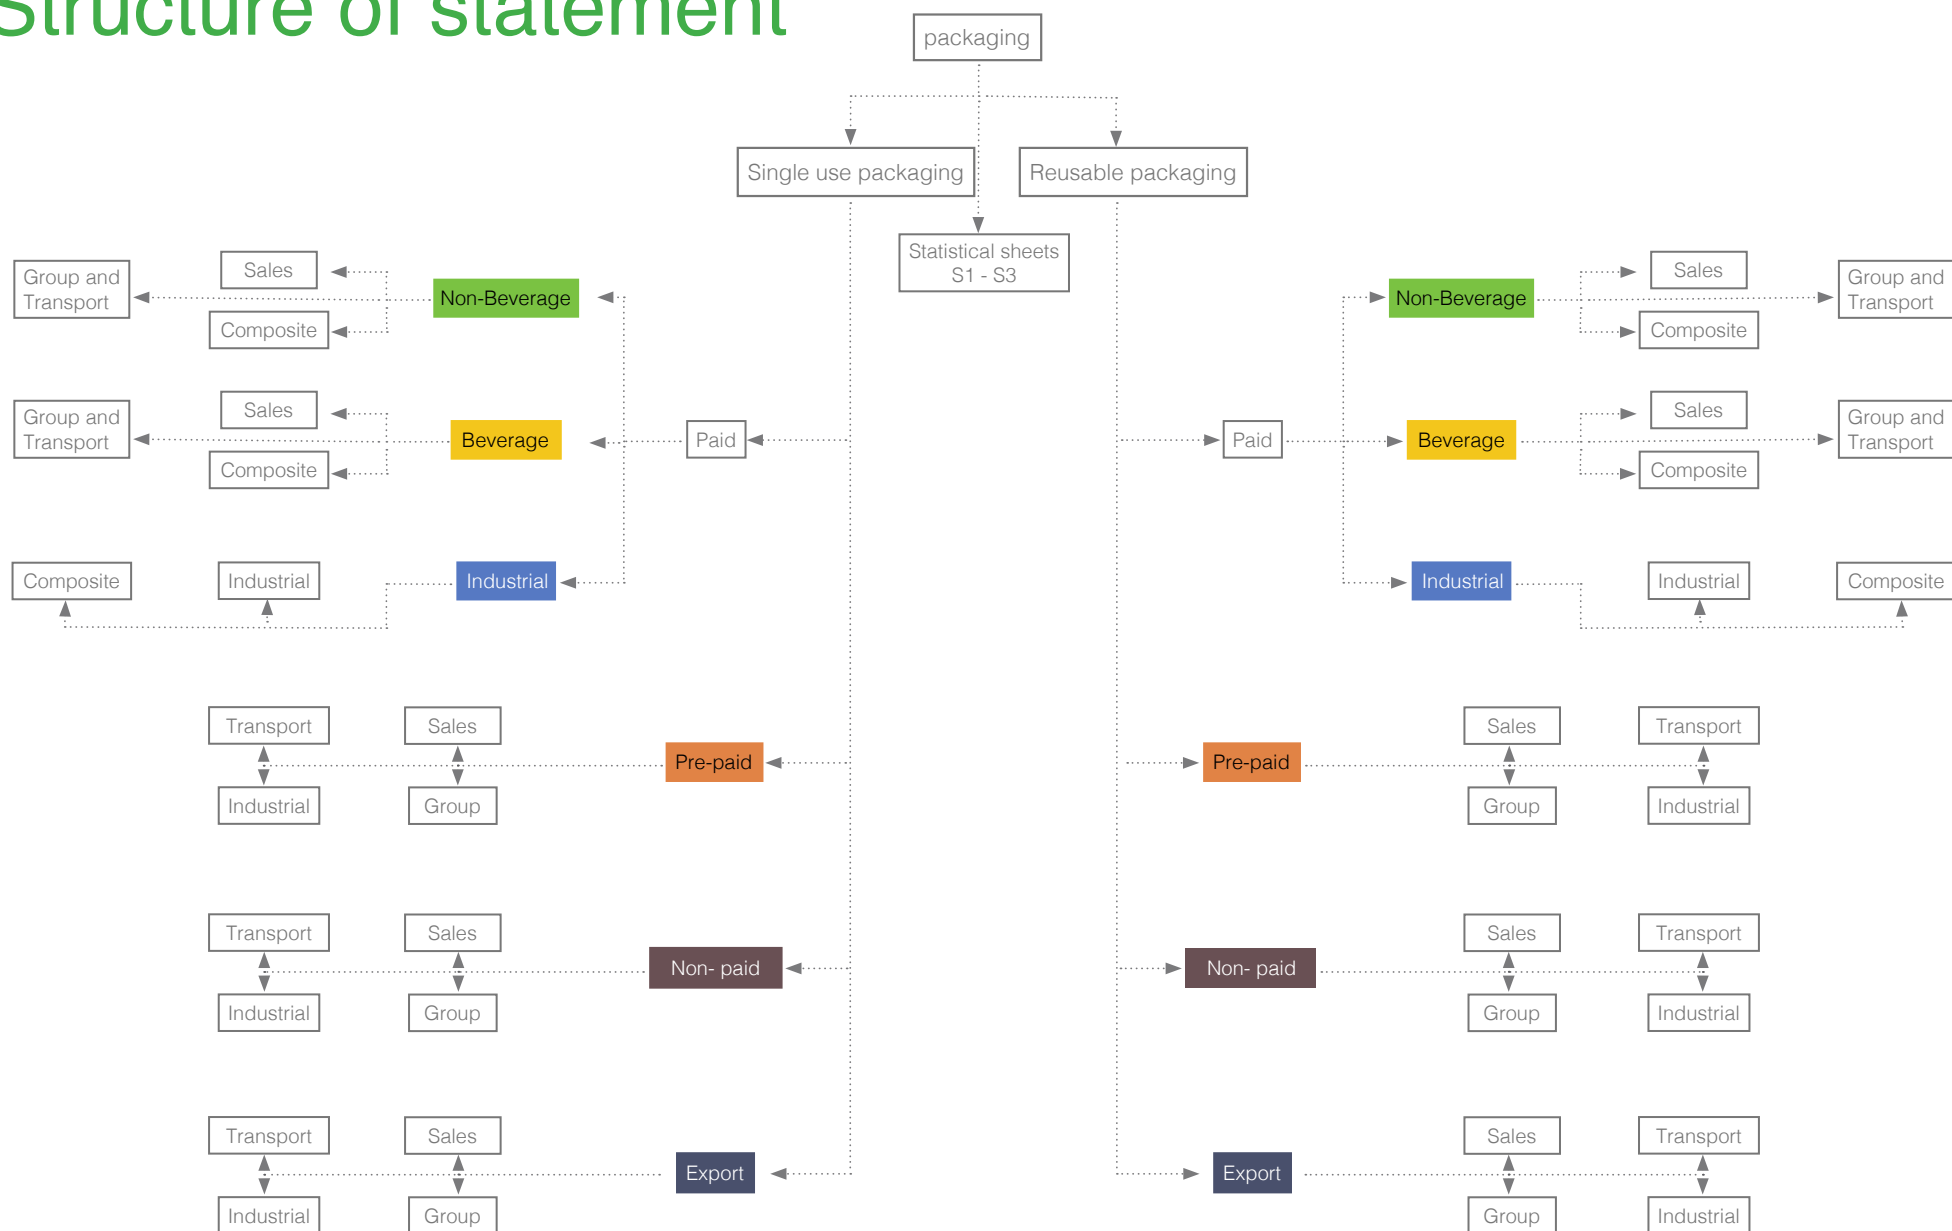 Structure of statement
packaging
Single use packaging
Reusable packaging
Statistical sheets
S1 - S3
Group and
Transport
Sales
Composite
Non-Beverage
Non-Beverage
Sales
Composite
Group and
Transport
Group and
Transport
Sales
Composite
Beverage
Paid
Paid
Beverage
Sales
Composite
Group and
Transport
Composite
Industrial
Industrial
Industrial
Industrial
Composite
Transport
Sales
Industrial
Group
Pre-paid
Pre-paid
Sales
Transport
Group
Industrial
Transport
Sales
Industrial
Group
Non- paid
Non- paid
Sales
Transport
Group
Industrial
Transport
Sales
Industrial
Group
Export
Export
Sales
Transport
Group
Industrial